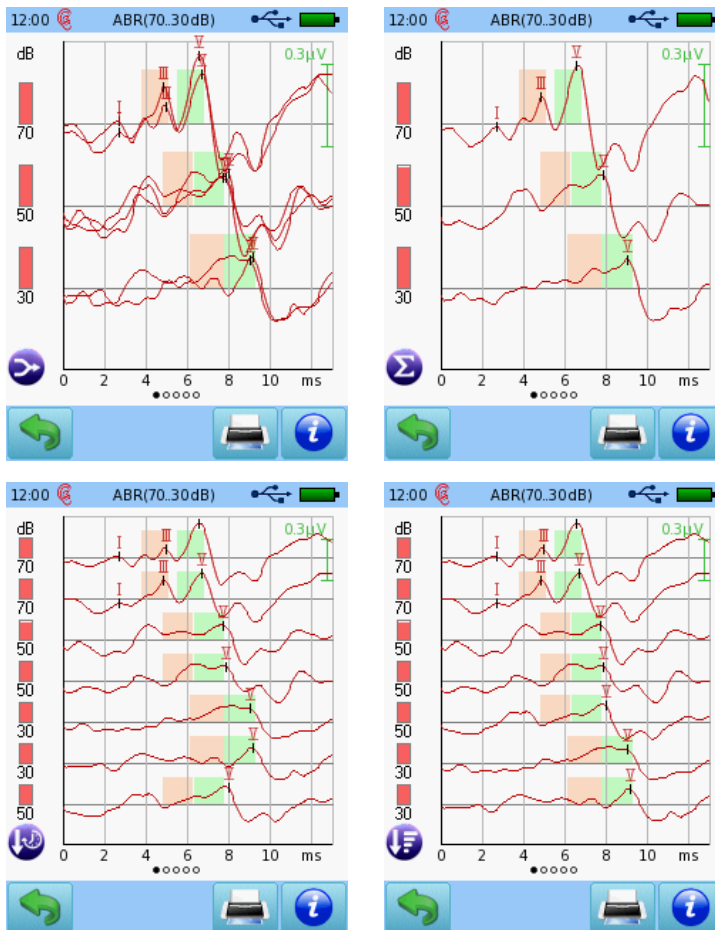 12:00 ABR(70..30dB)
dB
0.3µV
I III III V V
70
V V V
50
V V
30
0 2 4 6 8 10 ms
12:00 ABR(70..30dB)
dB
0.3µV
I III V
70
V
50
V
30
Σ
0 2 4 6 8 10 ms
i
i
12:00 ABR(70..30dB)
dB
0.3µV
I III
70
I III V
70
V
50
V
50
V
30
V
30
V
50
0 2 4 6 8 10 ms
12:00 ABR(70..30dB)
dB
0.3µV
I III
70
I III V
70
V
50
V
50
V
50
V
30
V
30
0 2 4 6 8 10 ms
i
i